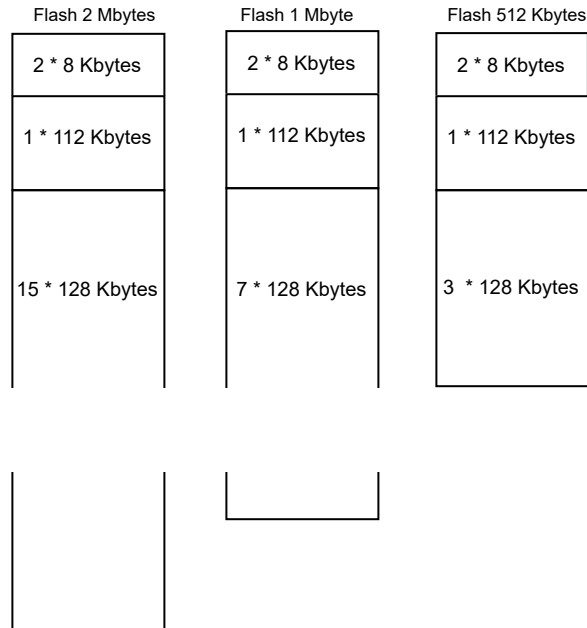 Flash 2 Mbytes
Flash 1 Mbyte
Flash 512 Kbytes
2 * 8 Kbytes
2 * 8 Kbytes
2 * 8 Kbytes
1 * 112 Kbytes
1 * 112 Kbytes
1 * 112 Kbytes
15 * 128 Kbytes
7 * 128 Kbytes
3 * 128 Kbytes